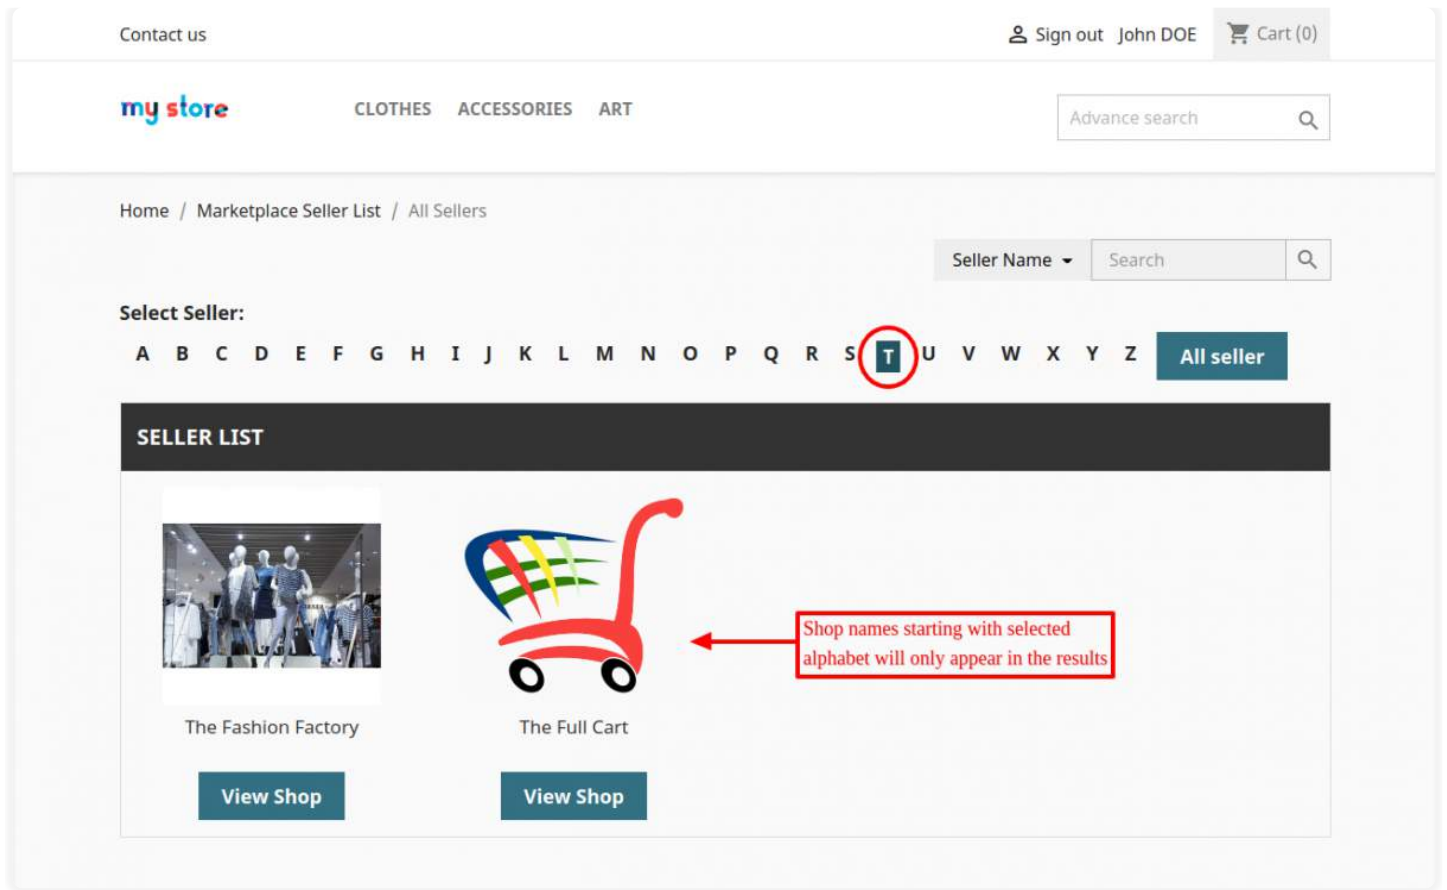 Contact us
Sign out John DOE Cart (0)
my store
CLOTHES ACCESSORIES ART
Advance search
Home / Marketplace Seller List / All Sellers
Seller Name Search
Select Seller:
A B C D E F G H I J K L M N O P Q R S T U V W X Y Z All seller
SELLER LIST
Shop names starting with selected
alphabet will only appear in the results
The Fashion Factory The Full Cart
View Shop View Shop